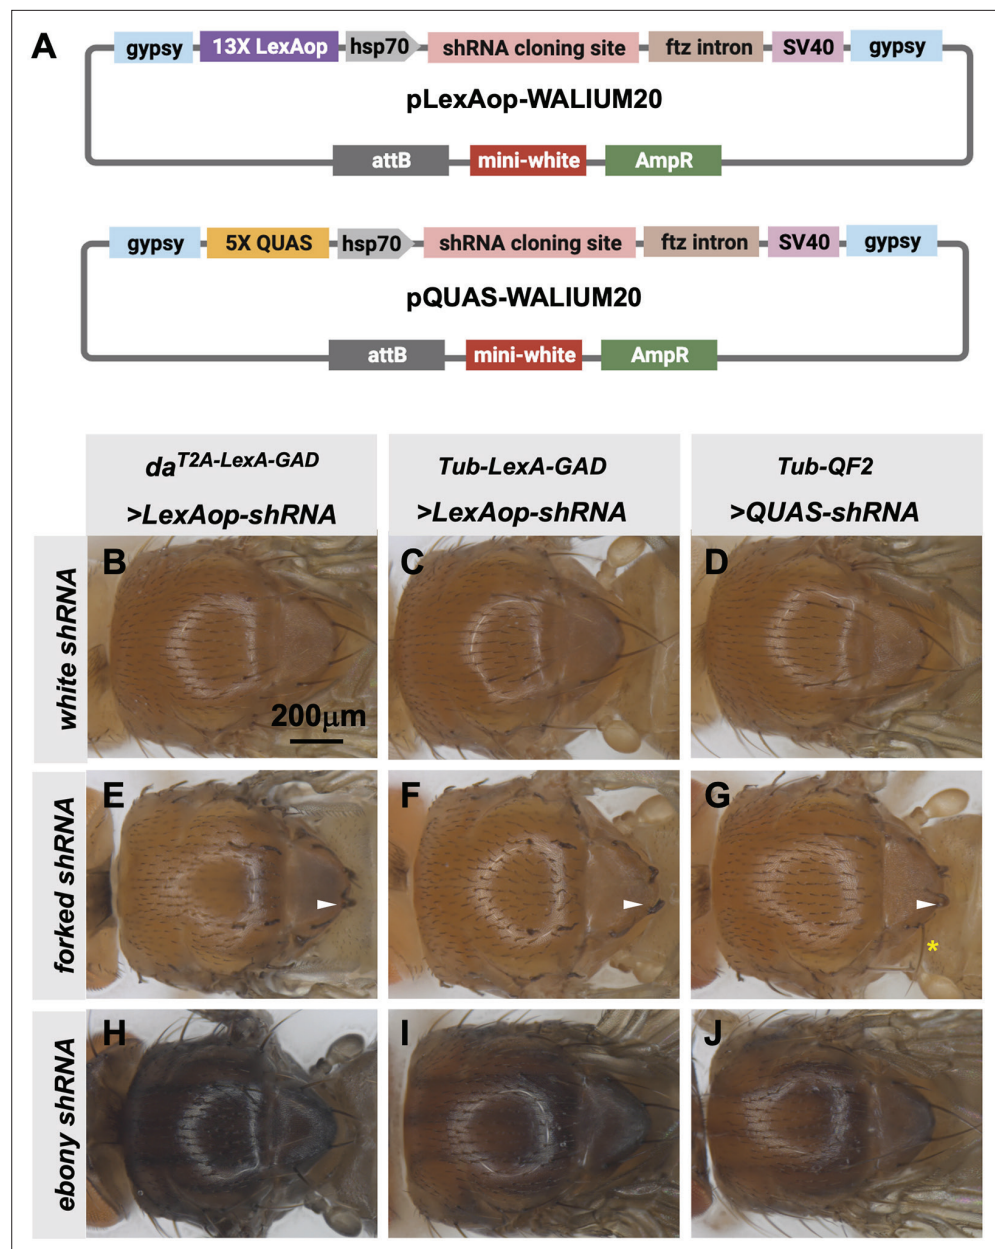 A
gypsy 13X LexAop hsp70 shRNA cloning site ftz intron SV40 gypsy
pLexAop-WALIUM20
attB mini-white AmpR
gypsy 5X QUAS hsp70 shRNA cloning site ftz intron SV40 gypsy
pQUAS-WALIUM20
attB mini-white AmpR
da^T2A-LexA-GAD Tub-LexA-GAD Tub-QF2
>LexAop-shRNA >LexAop-shRNA >QUAS-shRNA
white shRNA
B C D
200μm
forked shRNA
E F G
*
ebony shRNA
H I J